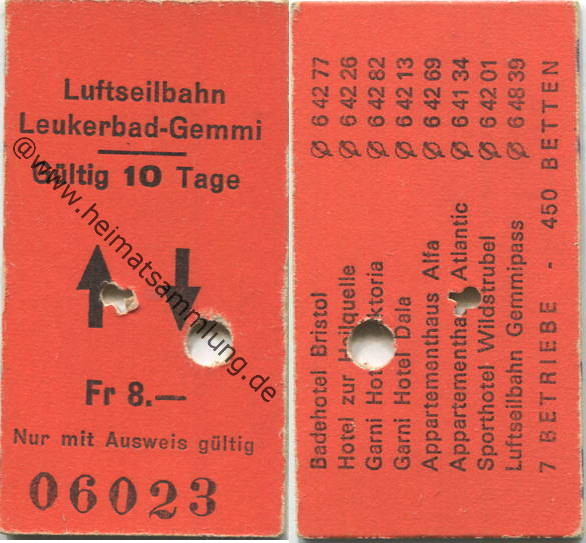 Luftseilbahn
Leukerbad-Gemmi
Gültig 10 Tage
Fr 8.—
Nur mit Ausweis gültig
06023
@www.heimatsammlung.de
Badehotel Bristol 6 42 77
Hotel zur Heilquelle 6 42 26
Garni Hotel Viktoria 6 42 82
Garni Hotel Dala 6 42 13
Appartementhaus Alfa 6 42 69
Appartementhaus Atlantic 6 41 34
Sporthotel Wildstrubel 6 42 01
Luftseilbahn Gemmipass 6 48 39
7 BETRIEBE - 450 BETTEN